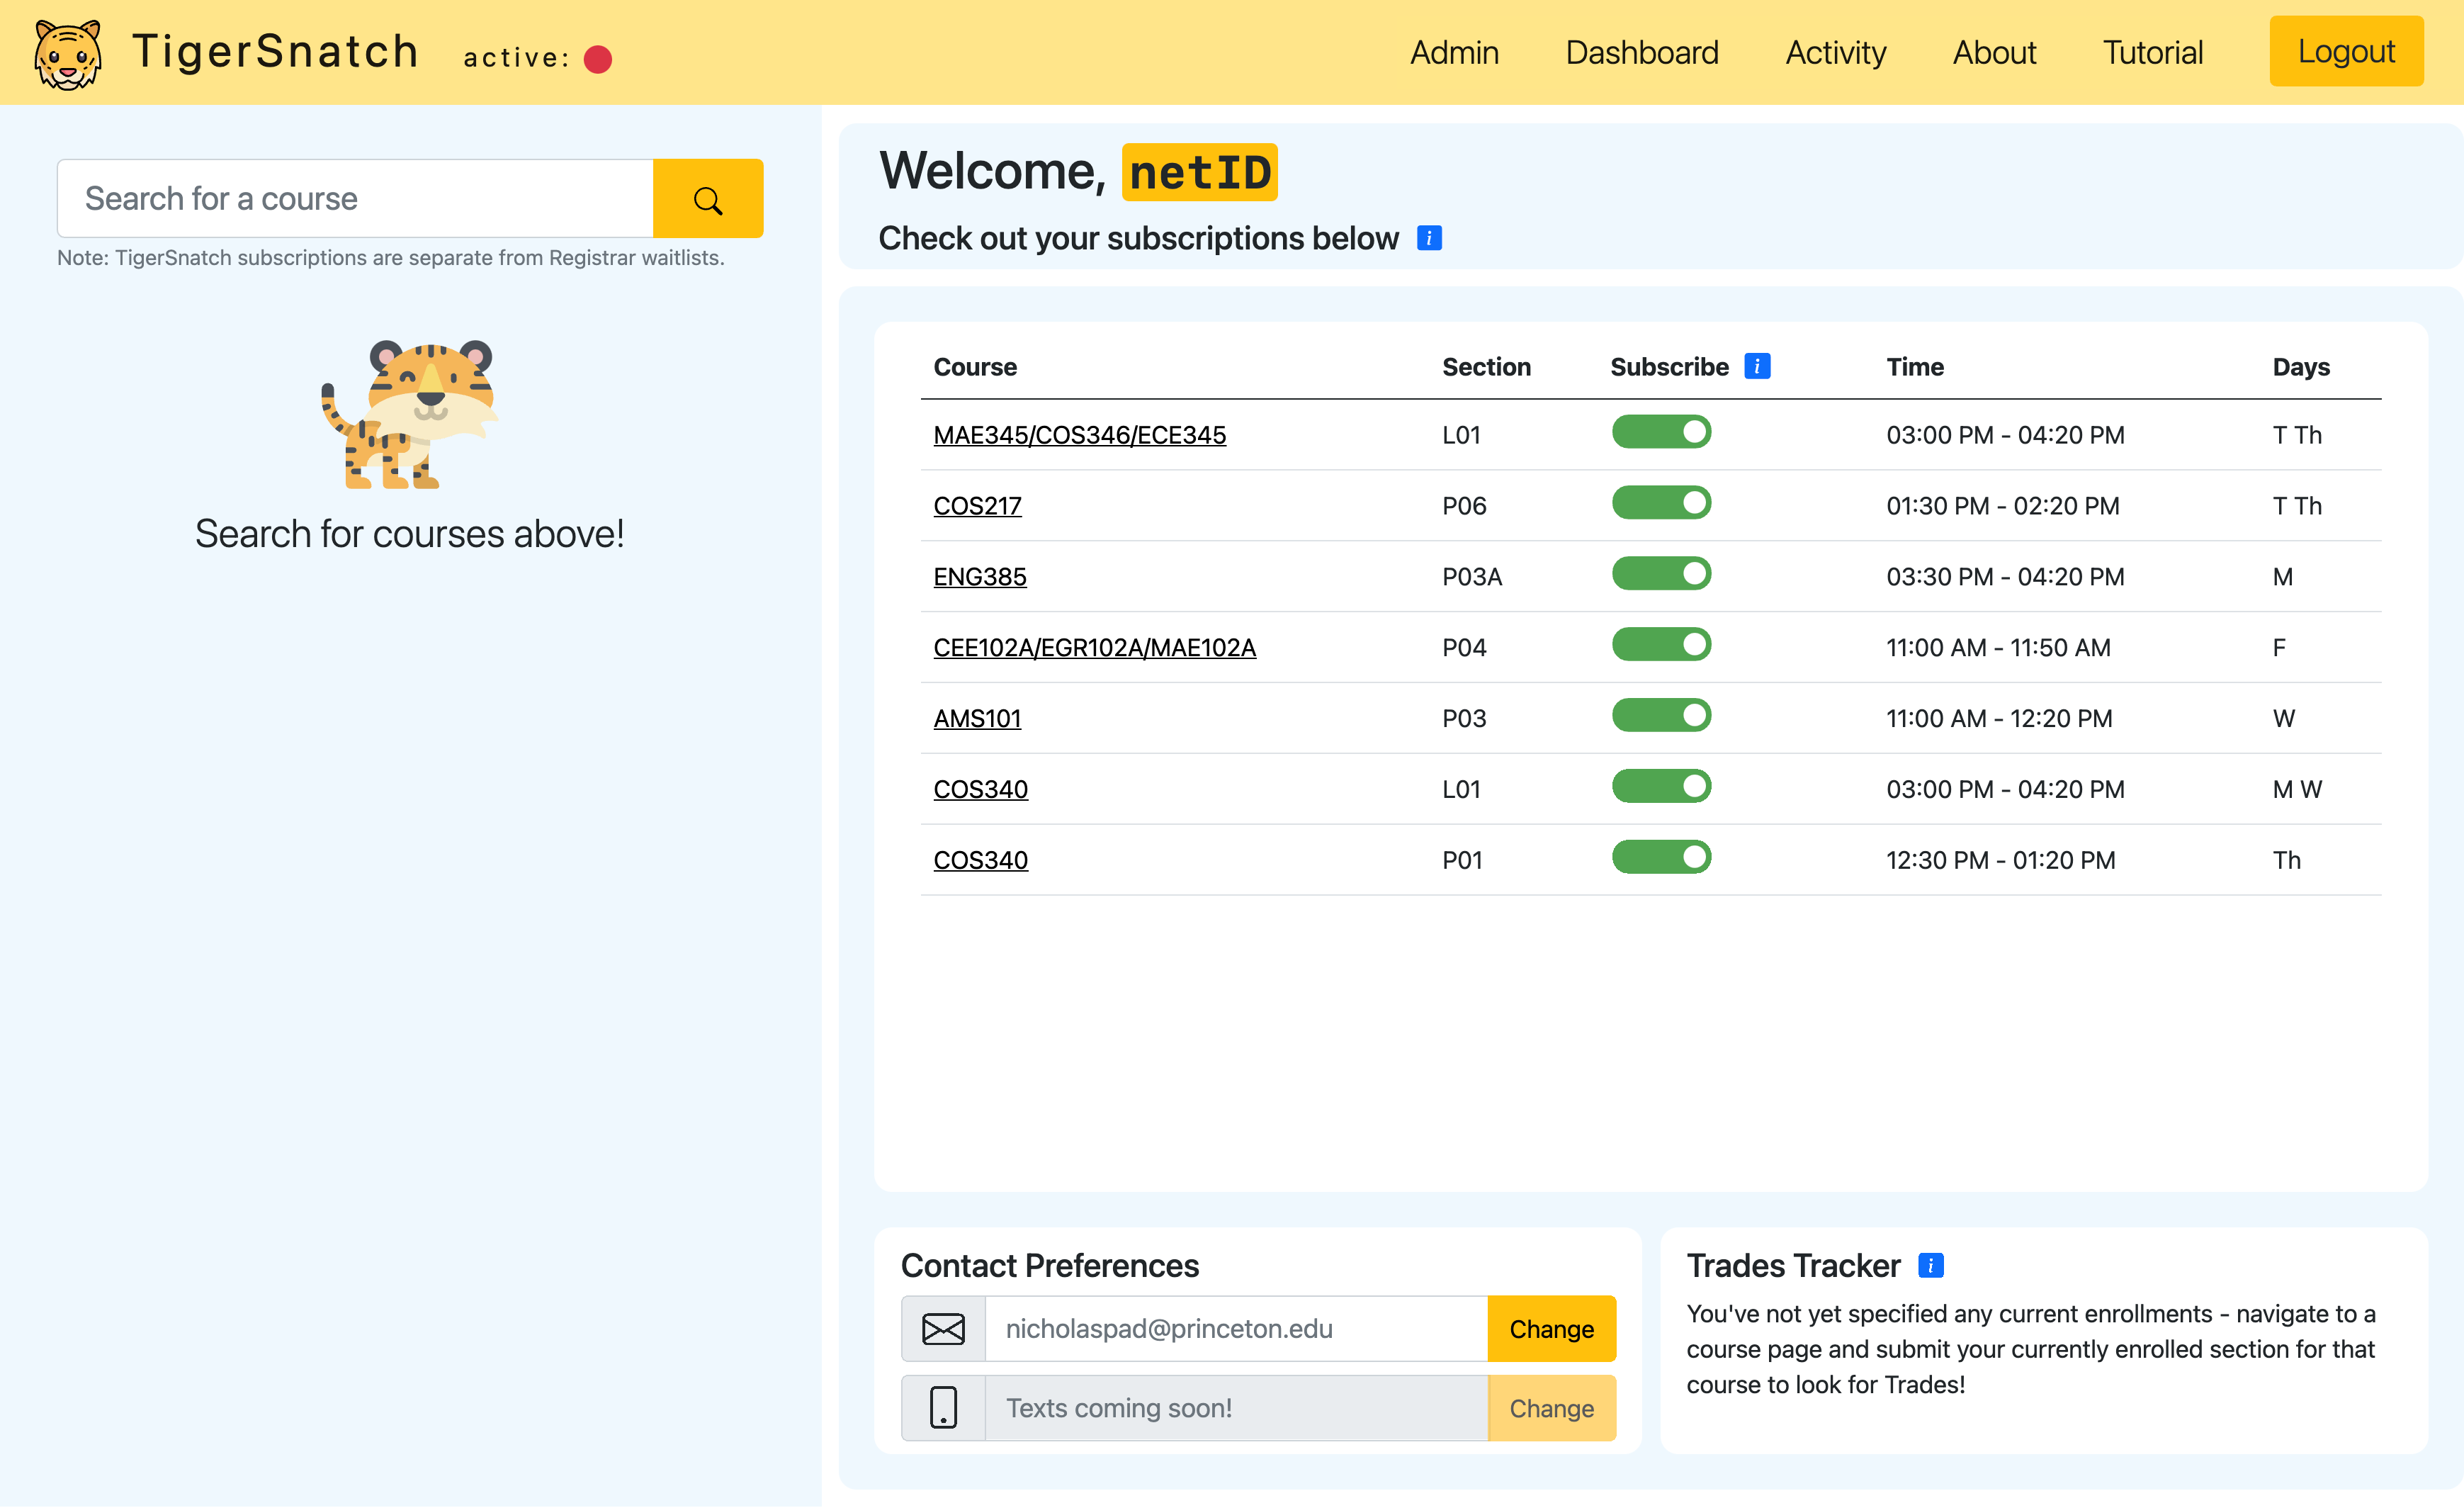 TigerSnatch active:
Admin Dashboard Activity About Tutorial Logout
Search for a course
Note: TigerSnatch subscriptions are separate from Registrar waitlists.
Search for courses above!
Welcome, netID
Check out your subscriptions below i
Course Section Subscribe i Time Days
MAE345/COS346/ECE345 L01 03:00 PM - 04:20 PM T Th
COS217 P06 01:30 PM - 02:20 PM T Th
ENG385 P03A 03:30 PM - 04:20 PM M
CEE102A/EGR102A/MAE102A P04 11:00 AM - 11:50 AM F
AMS101 P03 11:00 AM - 12:20 PM W
COS340 L01 03:00 PM - 04:20 PM M W
COS340 P01 12:30 PM - 01:20 PM Th
Contact Preferences
nicholaspad@princeton.edu Change
Texts coming soon! Change
Trades Tracker i
You've not yet specified any current enrollments - navigate to a
course page and submit your currently enrolled section for that
course to look for Trades!